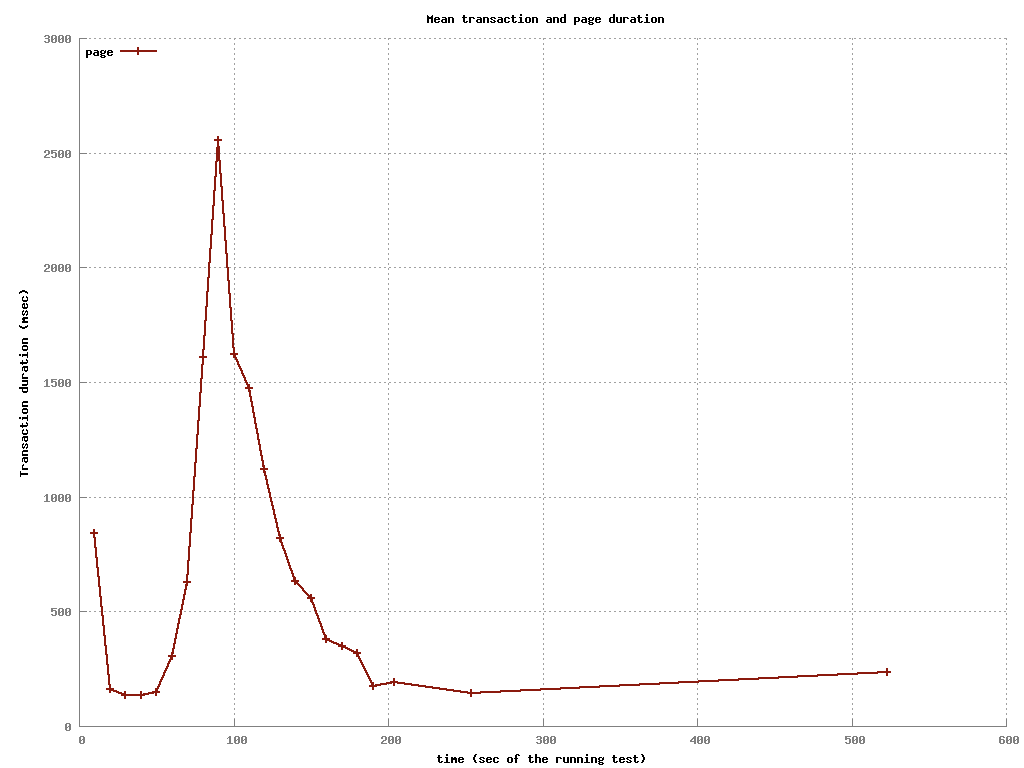 Mean transaction and page duration
page
3000
2500
2000
1500
1000
500
0
Transaction duration (msec)
0 100 200 300 400 500 600
time (sec of the running test)